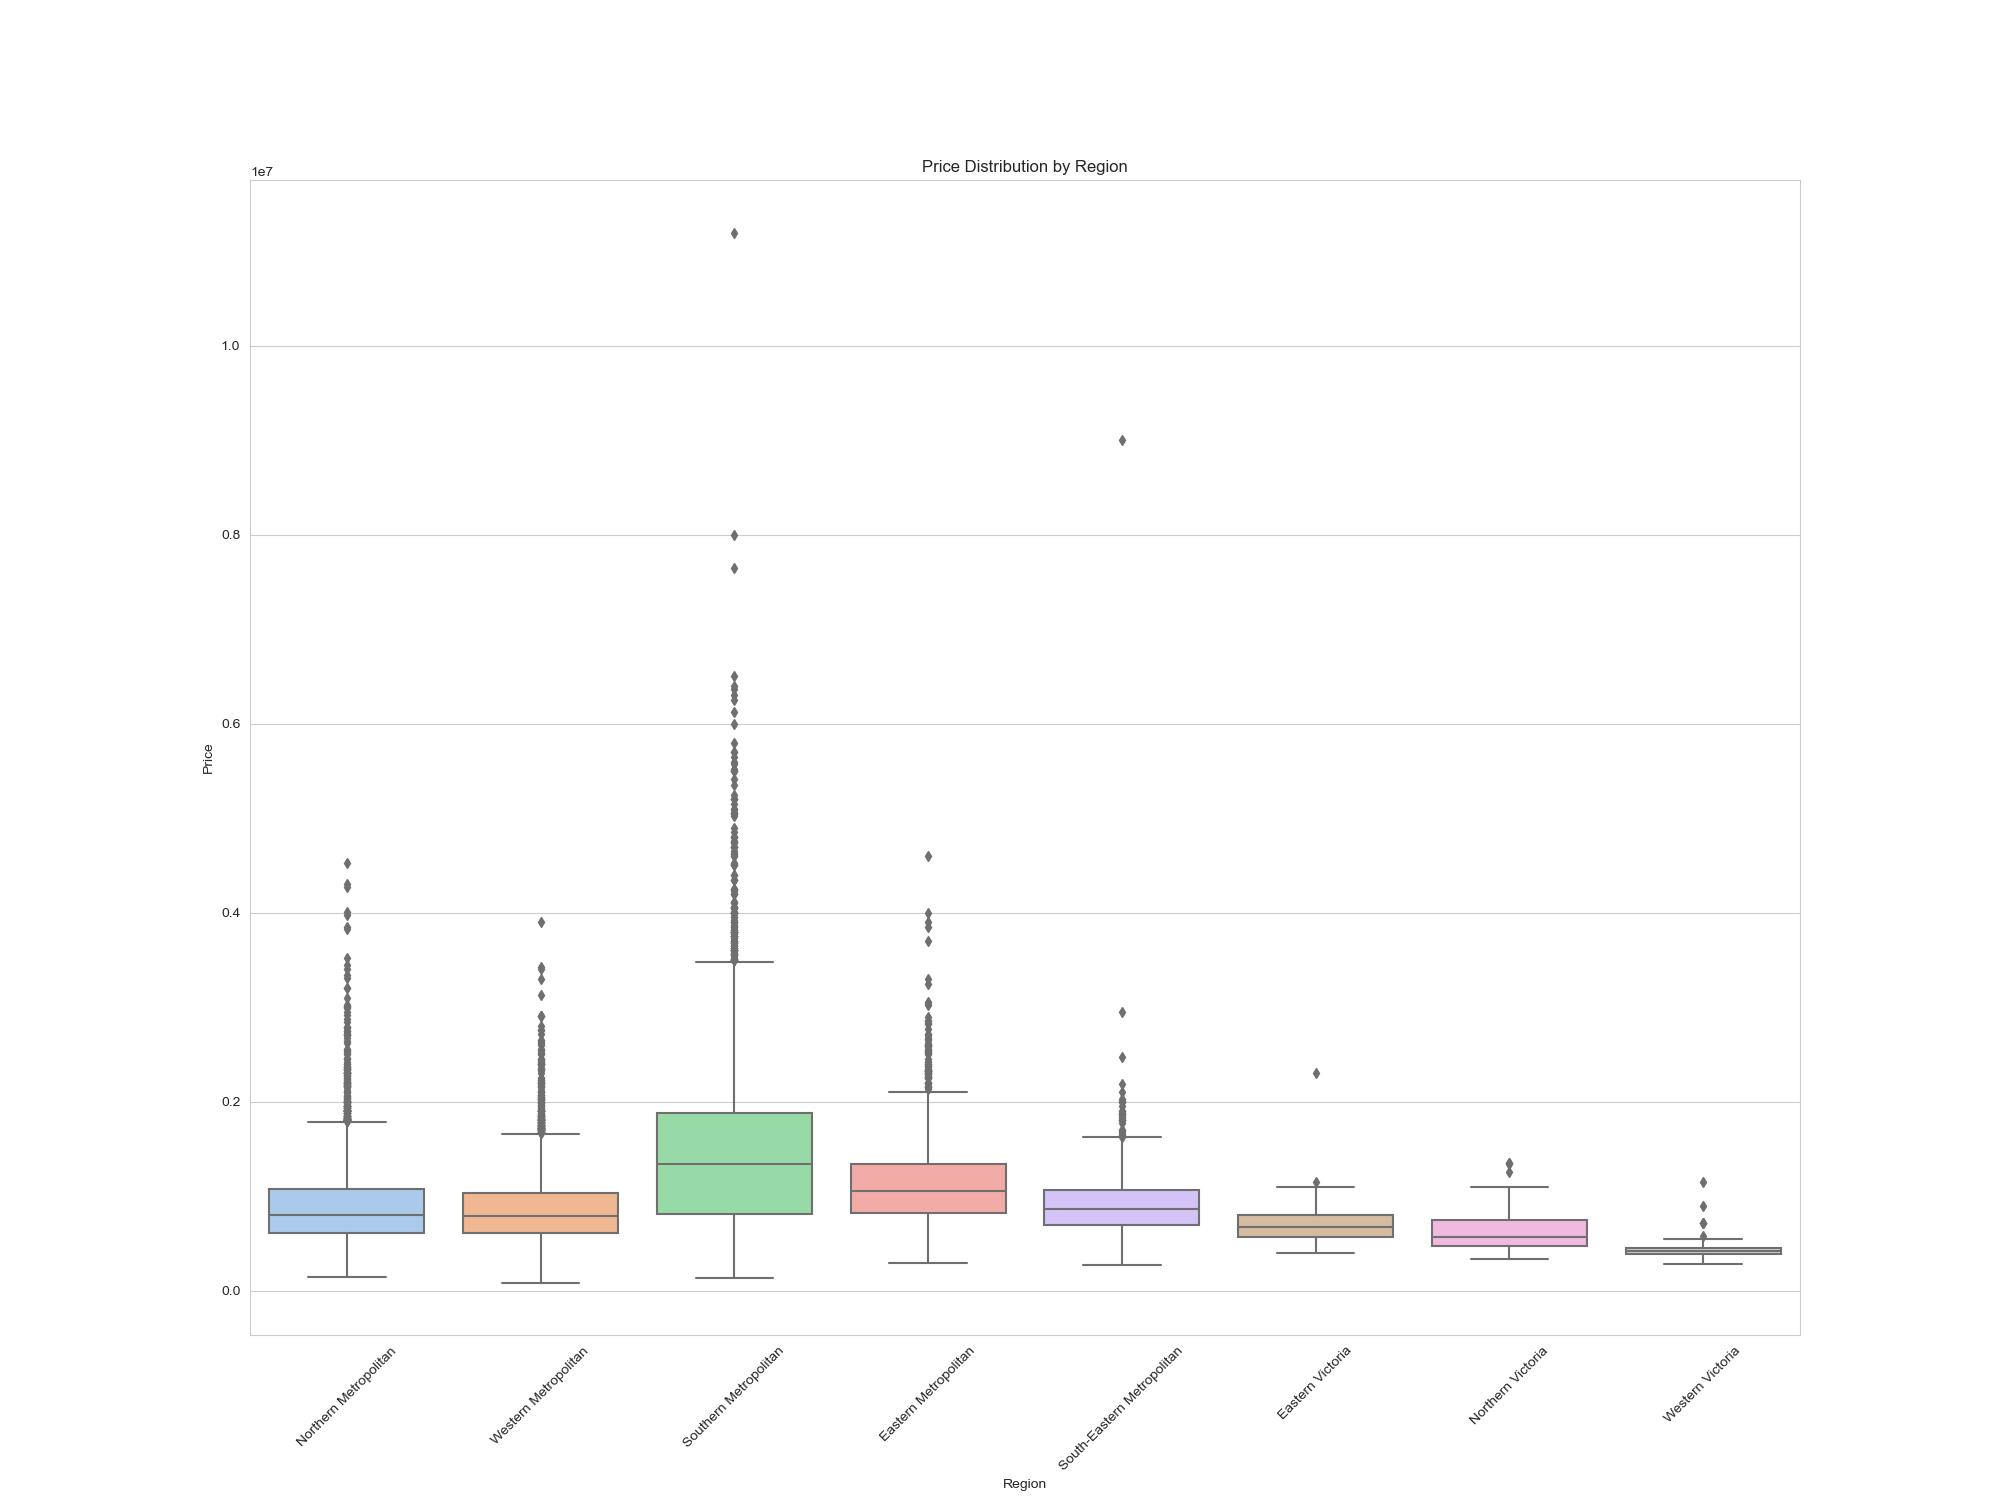 Price Distribution by Region
1e7
1.0
0.8
0.6
0.4
0.2
0.0
Price
Northern Metropolitan
Western Metropolitan
Southern Metropolitan
Eastern Metropolitan
South-Eastern Metropolitan
Eastern Victoria
Northern Victoria
Western Victoria
Region